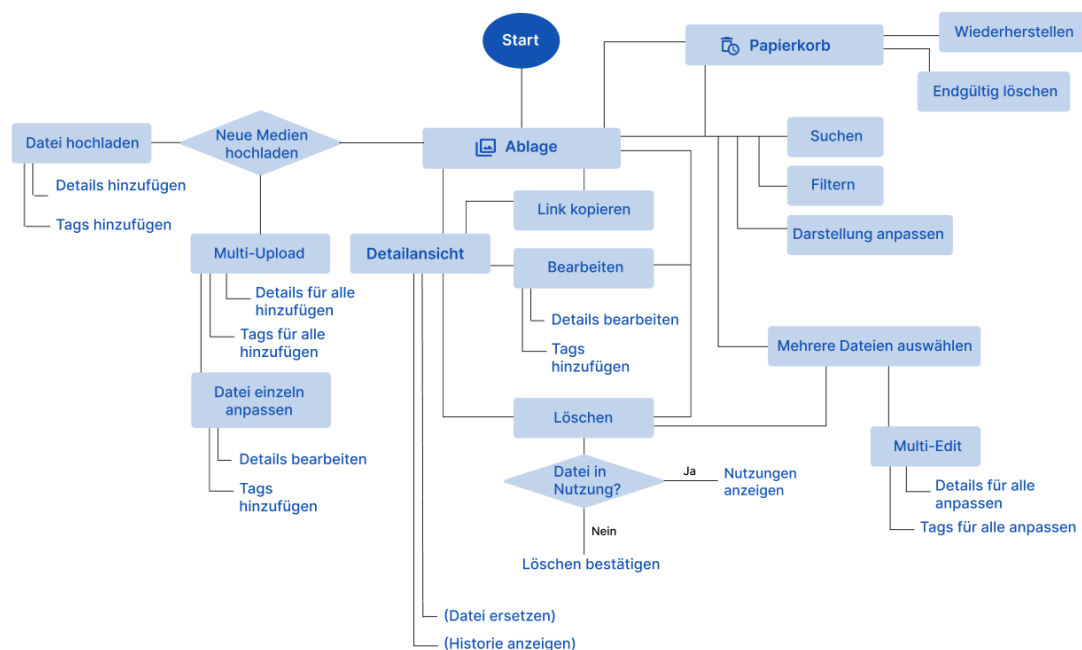 Start
Papierkorb
Wiederherstellen
Endgültig löschen
Neue Medien
hochladen
Datei hochladen
Details hinzufügen
Tags hinzufügen
Ablage
Suchen
Filtern
Darstellung anpassen
Link kopieren
Multi-Upload
Details für alle
hinzufügen
Tags für alle
hinzufügen
Detailansicht
Bearbeiten
Details bearbeiten
Tags
hinzufügen
Mehrere Dateien auswählen
Datei einzeln
anpassen
Details bearbeiten
Tags
hinzufügen
Löschen
Datei in
Nutzung?
Ja
Nutzungen
anzeigen
Nein
Löschen bestätigen
Multi-Edit
Details für alle
anpassen
Tags für alle anpassen
(Datei ersetzen)
(Historie anzeigen)